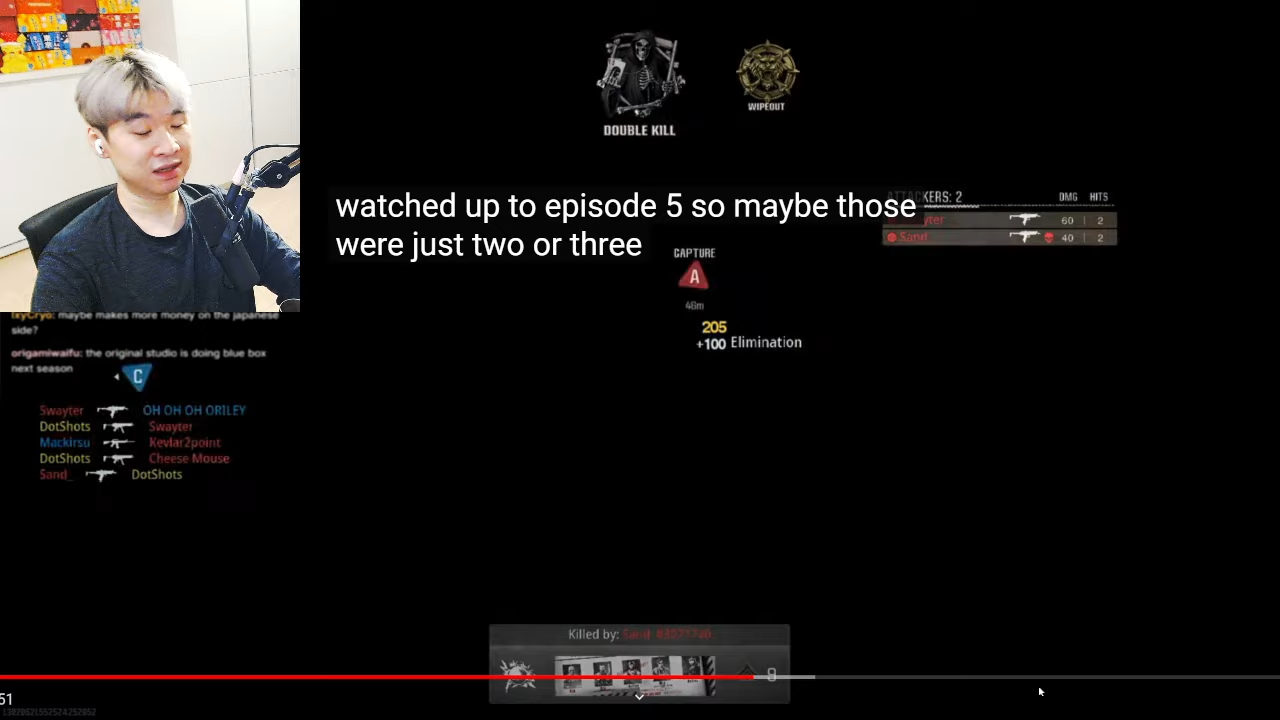 DOUBLE KILL
WIPEOUT
watched up to episode 5 so maybe those
were just two or three
ATTACKERS: 2 DMG HITS
60 2
Sand 40 2
CAPTURE
A
46m
205
+100 Elimination
maybe makes more money on the japanese
side?
origamiwaifu: the original studio is doing blue box
next season
C
Swayter OH OH OH ORILEY
DotShots Swayter
Mackirsu Kevlar2point
DotShots Cheese Mouse
Sand_ DotShots
Killed by:
51